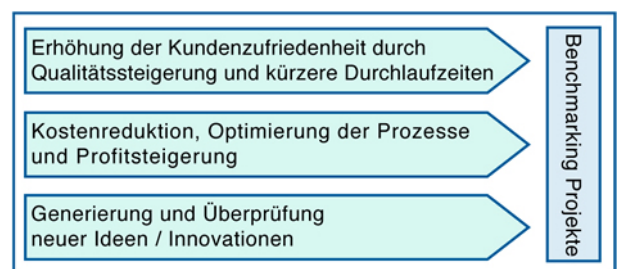 Erhöhung der Kundenzufriedenheit durch
Qualitätssteigerung und kürzere Durchlaufzeiten
Kostenreduktion, Optimierung der Prozesse
und Profitsteigerung
Generierung und Überprüfung
neuer Ideen / Innovationen
Benchmarking Projekte